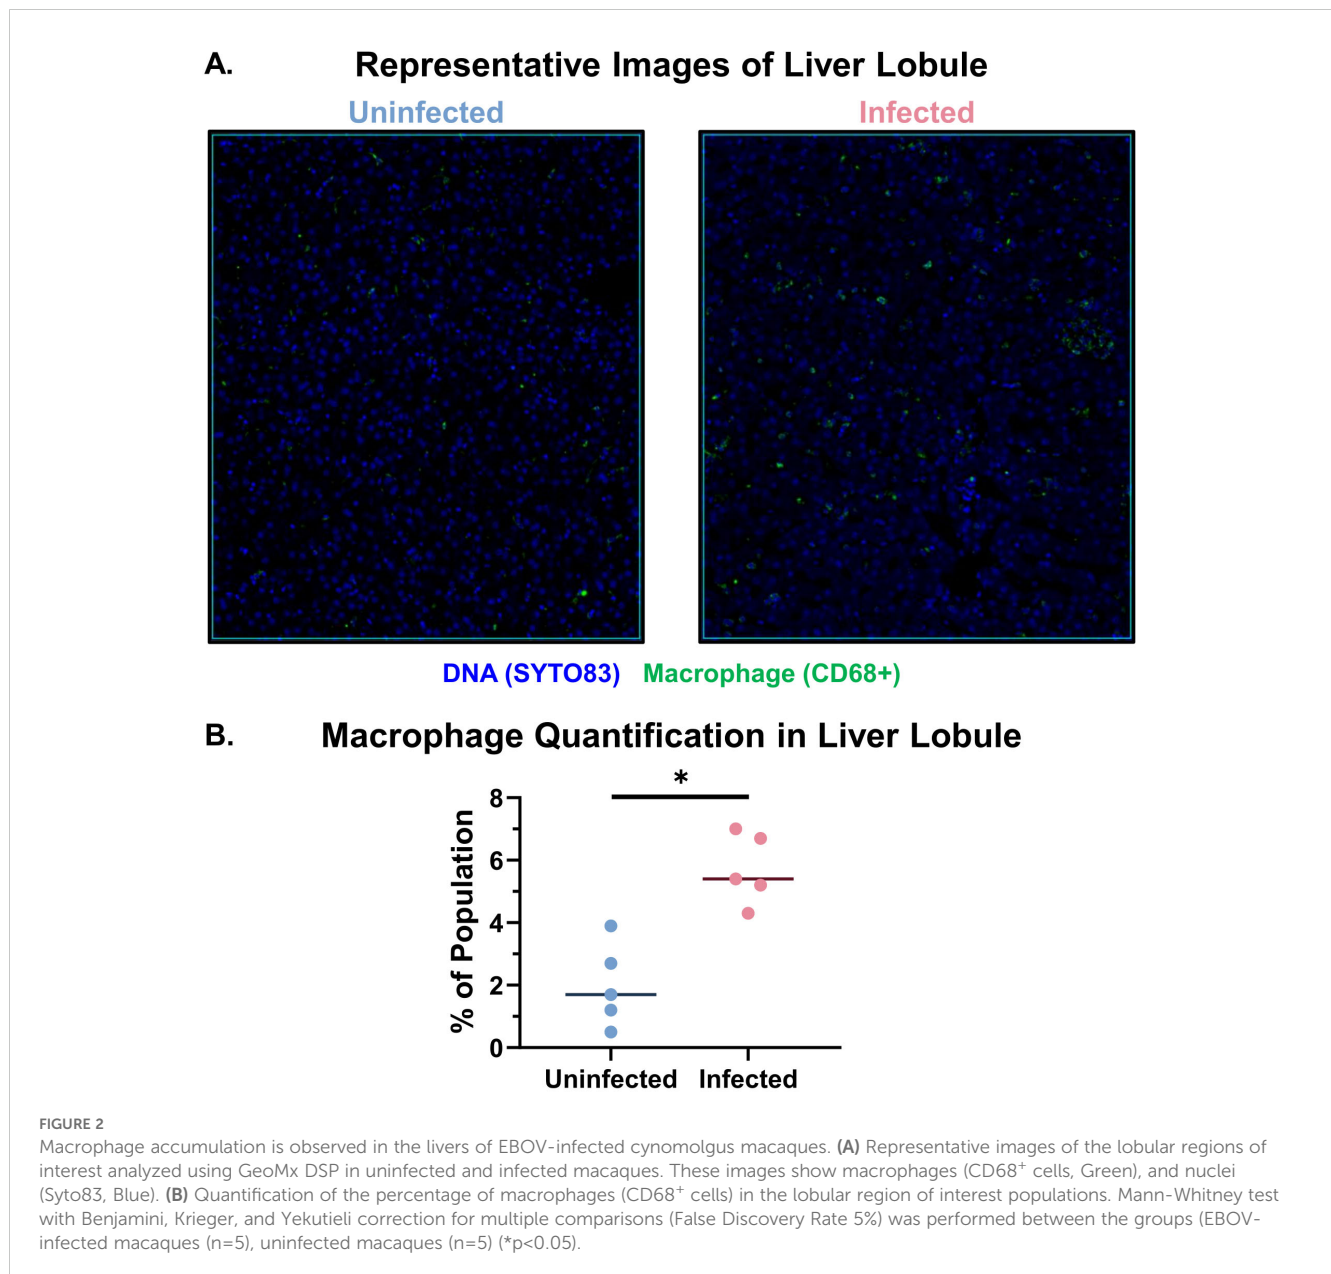 A.
Representative Images of Liver Lobule
Uninfected Infected
DNA (SYTO83) Macrophage (CD68+)
B.
Macrophage Quantification in Liver Lobule
*
% of Population
8
6
4
2
0
Uninfected Infected
FIGURE 2
Macrophage accumulation is observed in the livers of EBOV-infected cynomolgus macaques. (A) Representative images of the lobular regions of
interest analyzed using GeoMx DSP in uninfected and infected macaques. These images show macrophages (CD68⁺ cells, Green), and nuclei
(Syto83, Blue). (B) Quantification of the percentage of macrophages (CD68⁺ cells) in the lobular region of interest populations. Mann-Whitney test
with Benjamini, Krieger, and Yekutieli correction for multiple comparisons (False Discovery Rate 5%) was performed between the groups (EBOV-
infected macaques (n=5), uninfected macaques (n=5) (*p<0.05).